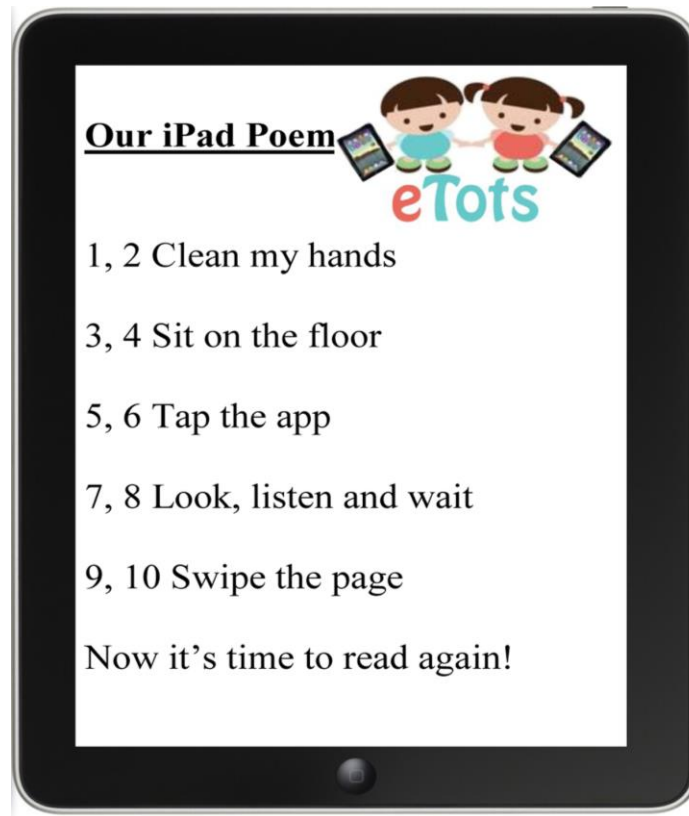 Our iPad Poem
eTots
1, 2 Clean my hands
3, 4 Sit on the floor
5, 6 Tap the app
7, 8 Look, listen and wait
9, 10 Swipe the page
Now it’s time to read again!